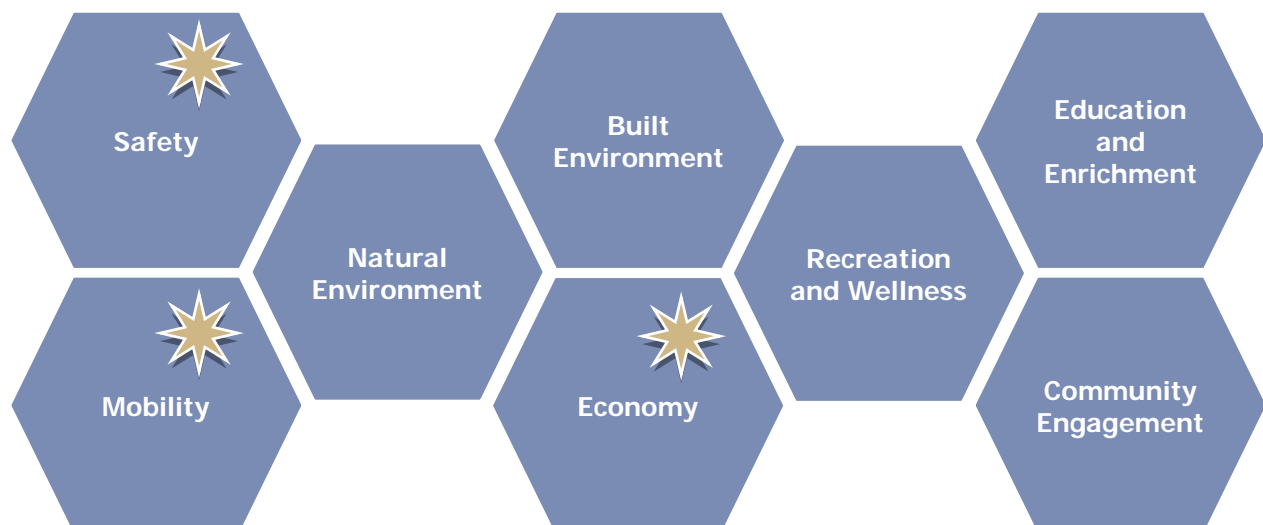 Safety
Built
Environment
Education
and
Enrichment
Natural
Environment
Recreation
and Wellness
Mobility
Economy
Community
Engagement